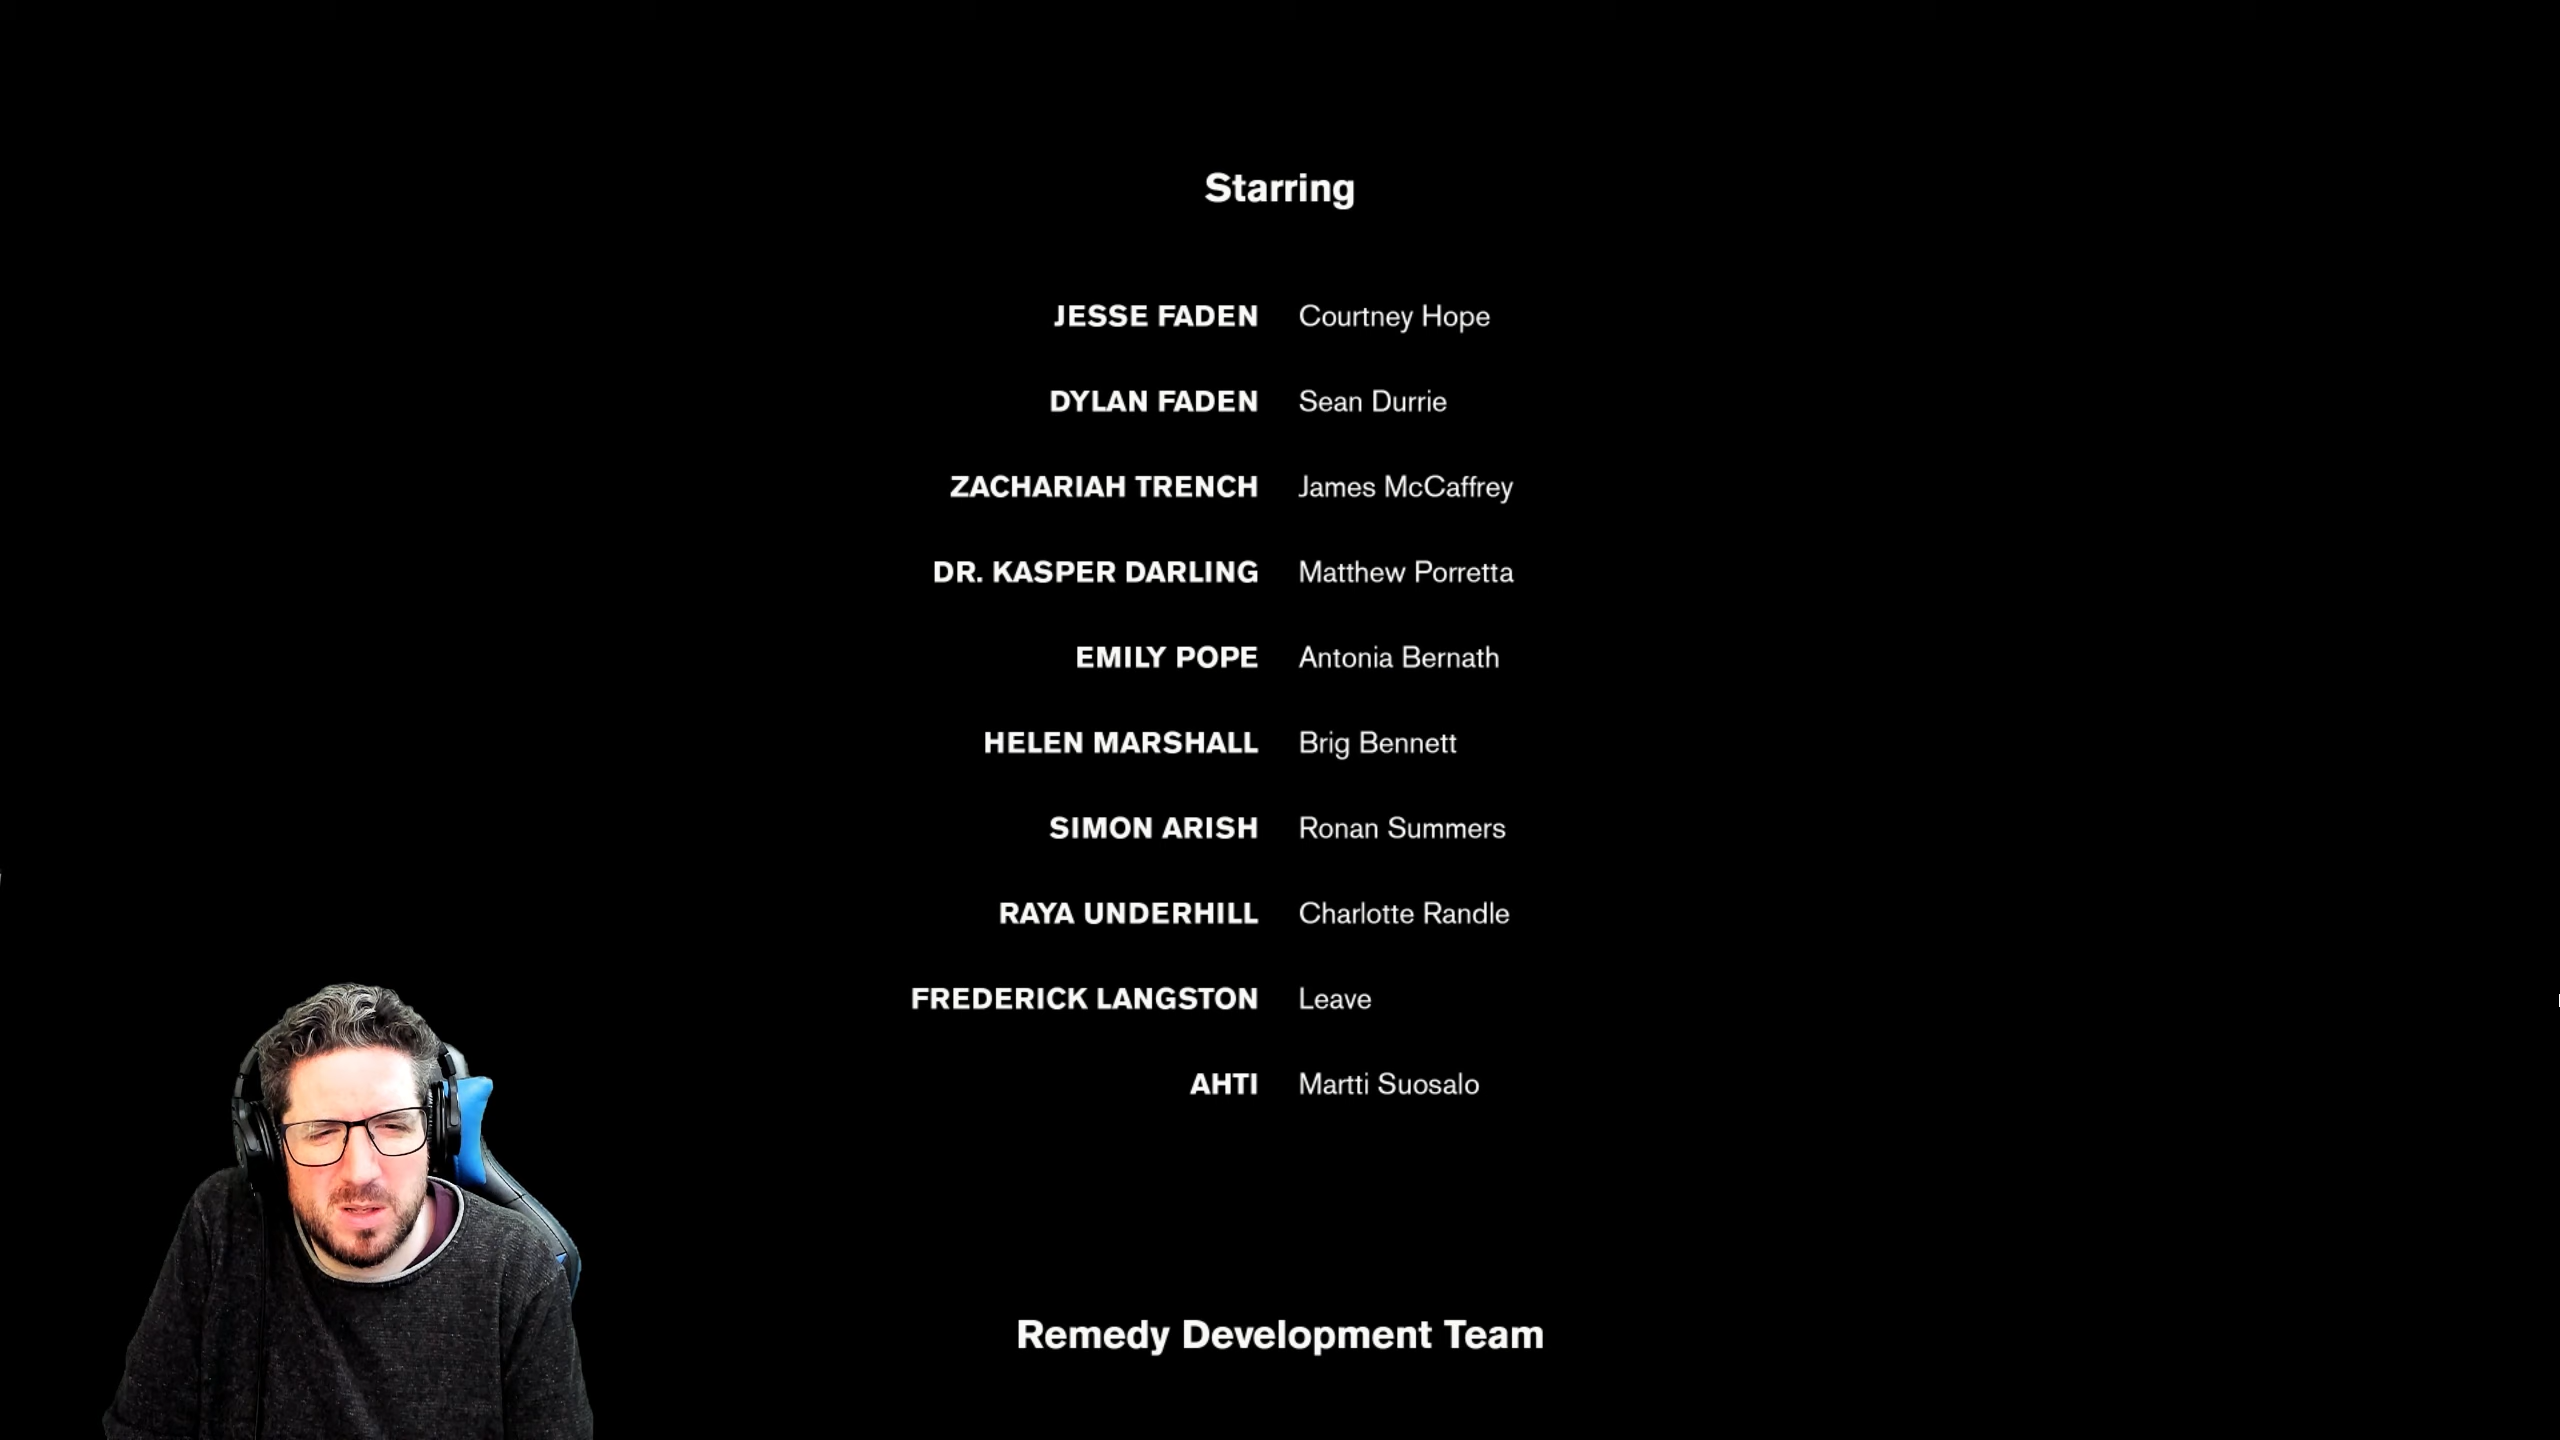 Starring
JESSE FADEN Courtney Hope
DYLAN FADEN Sean Durrie
ZACHARIAH TRENCH James McCaffrey
DR. KASPER DARLING Matthew Porretta
EMILY POPE Antonia Bernath
HELEN MARSHALL Brig Bennett
SIMON ARISH Ronan Summers
RAYA UNDERHILL Charlotte Randle
FREDERICK LANGSTON Leave
AHTI Martti Suosalo
Remedy Development Team